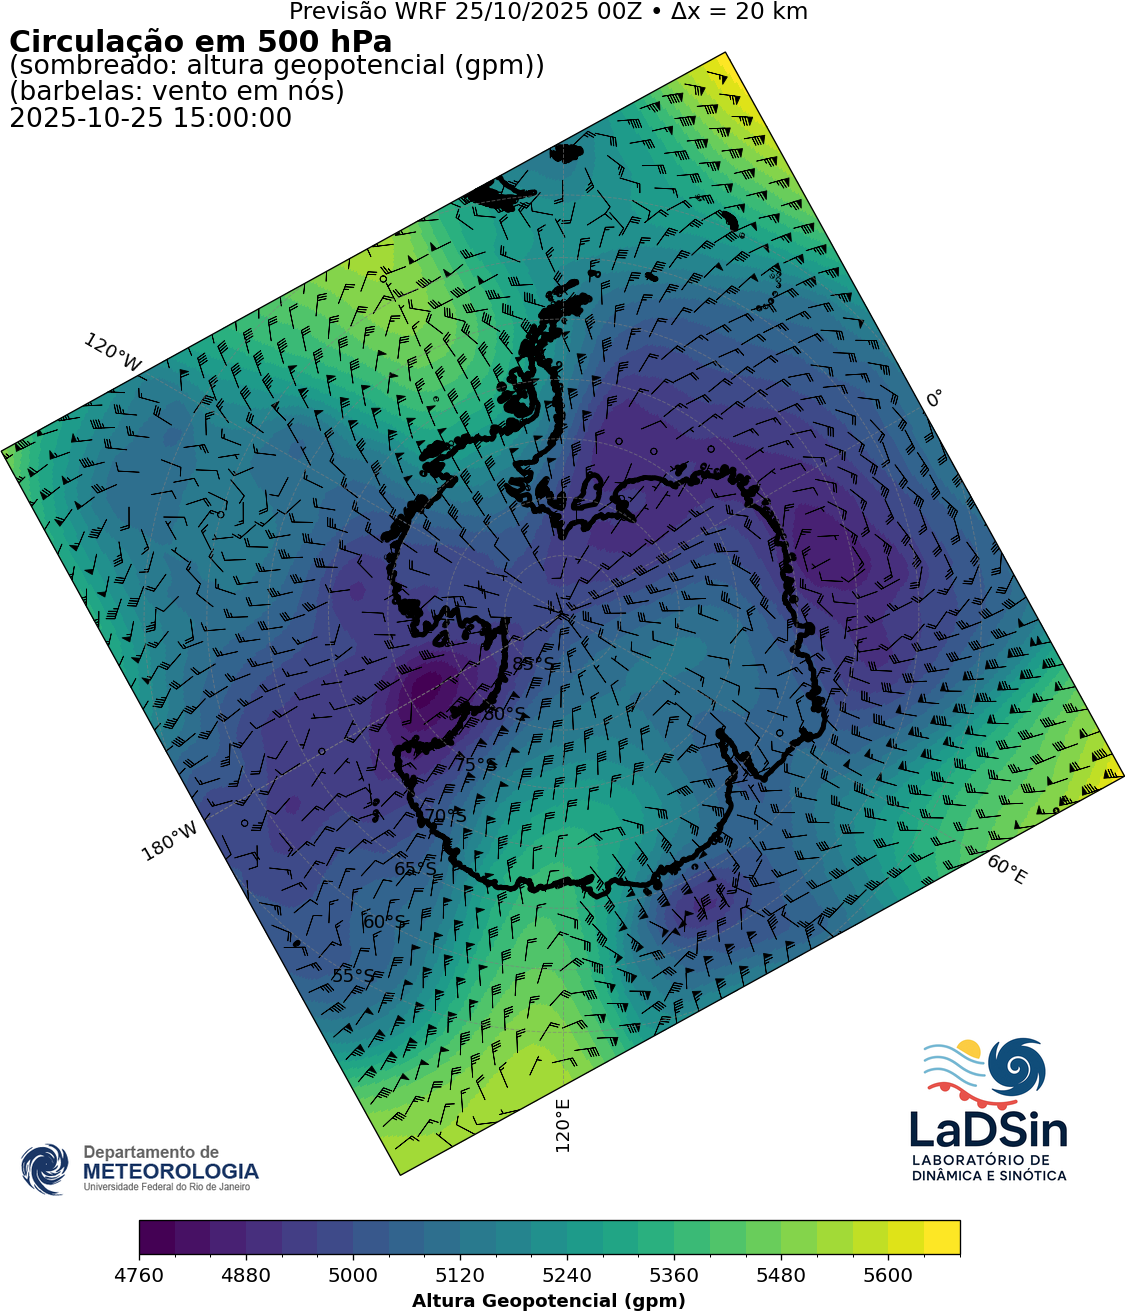 Previsão WRF 25/10/2025 00Z • Δx = 20 km
Circulação em 500 hPa
(sombreado: altura geopotencial (gpm))
(barbelas: vento em nós)
2025-10-25 15:00:00
120°W
0°
85°S
80°S
75°S
70°S
180°W
65°S
60°E
60°S
55°S
120°E
LaDSin
LABORATÓRIO DE
DINÂMICA E SINÓTICA
Departamento de
METEOROLOGIA
Universidade Federal do Rio de Janeiro
4760 4880 5000 5120 5240 5360 5480 5600
Altura Geopotencial (gpm)